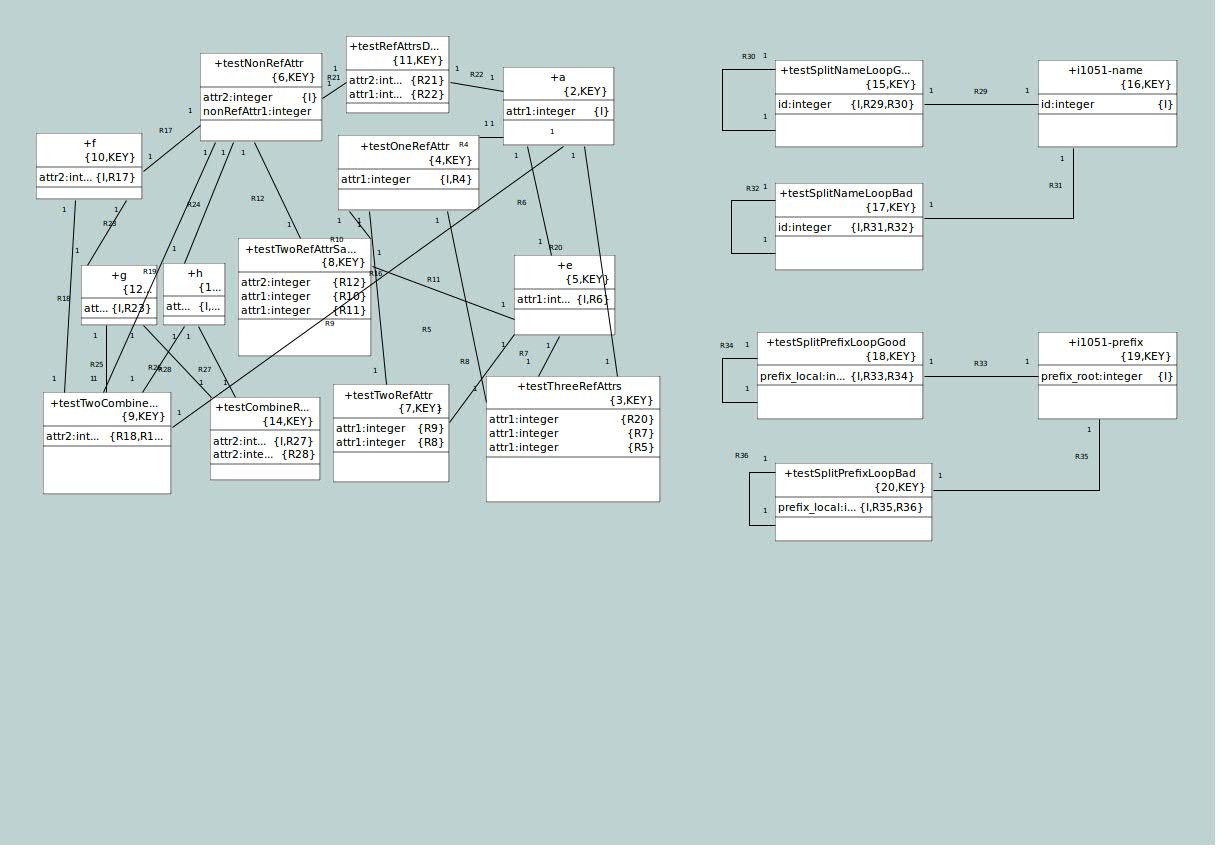 +testNonRefAttr
{6,KEY}
attr2:integer {I}
nonRefAttr1:integer
+testRefAttrsD...
{11,KEY}
attr2:int... {R21}
attr1:int... {R22}
+a
{2,KEY}
attr1:integer {I}
1
+f
{10,KEY}
attr2:int... {I,R17}
+testOneRefAttr
{4,KEY}
attr1:integer {I,R4}
+g
{12...
att... {I,R23}
+h
{1...
att... {I,...
+testTwoRefAttrSa...
{8,KEY}
attr2:integer {R12}
attr1:integer {R10}
attr1:integer {R11}
+e
{5,KEY}
attr1:int... {I,R6}
+testTwoCombine...
{9,KEY}
attr2:int... {R18,R1...
+testCombineR...
{14,KEY}
attr2:int... {I,R27}
attr2:inte... {R28}
+testTwoRefAttr
{7,KEY}
attr1:integer {R9}
attr1:integer {R8}
+testThreeRefAttrs
{3,KEY}
attr1:integer {R20}
attr1:integer {R7}
attr1:integer {R5}
R17
R21
R22
R4
R23
R24
R12
R6
R10
R20
R19
R16
R18
R11
R9
R5
R7
R8
R25
R28
R27
+testSplitNameLoopG...
{15,KEY}
id:integer {I,R29,R30}
R30
R29
+i1051-name
{16,KEY}
id:integer {I}
+testSplitNameLoopBad
{17,KEY}
id:integer {I,R31,R32}
R32
R31
+testSplitPrefixLoopGood
{18,KEY}
prefix_local:in... {I,R33,R34}
R34
R33
+i1051-prefix
{19,KEY}
prefix_root:integer {I}
+testSplitPrefixLoopBad
{20,KEY}
prefix_local:i... {I,R35,R36}
R36
R35